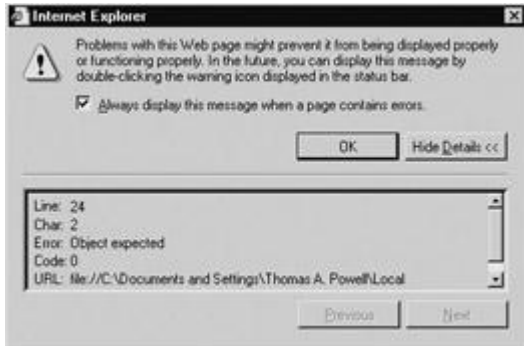 Internet Explorer
Problems with this Web page might prevent it from being displayed properly
or functioning properly. In the future, you can display this message by
double-clicking the warning icon displayed in the status bar.
Always display this message when a page contains errors.
OK
Hide Details <<
Line: 24
Char: 2
Error: Object expected
Code: 0
URL: file://C:\Documents and Settings\Thomas A. Powell\Local
Previous
Next